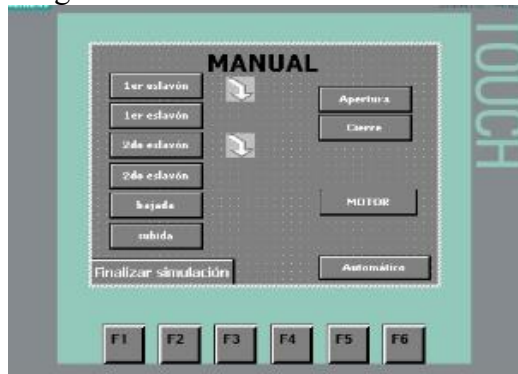 MANUAL
1er eslavón
1er eslavón
2do eslavón
2do eslavón
bajada
subida
Finalizar simulación
Apertura
Cierre
MOTOR
Automático
TOUCH
F1 F2 F3 F4 F5 F6